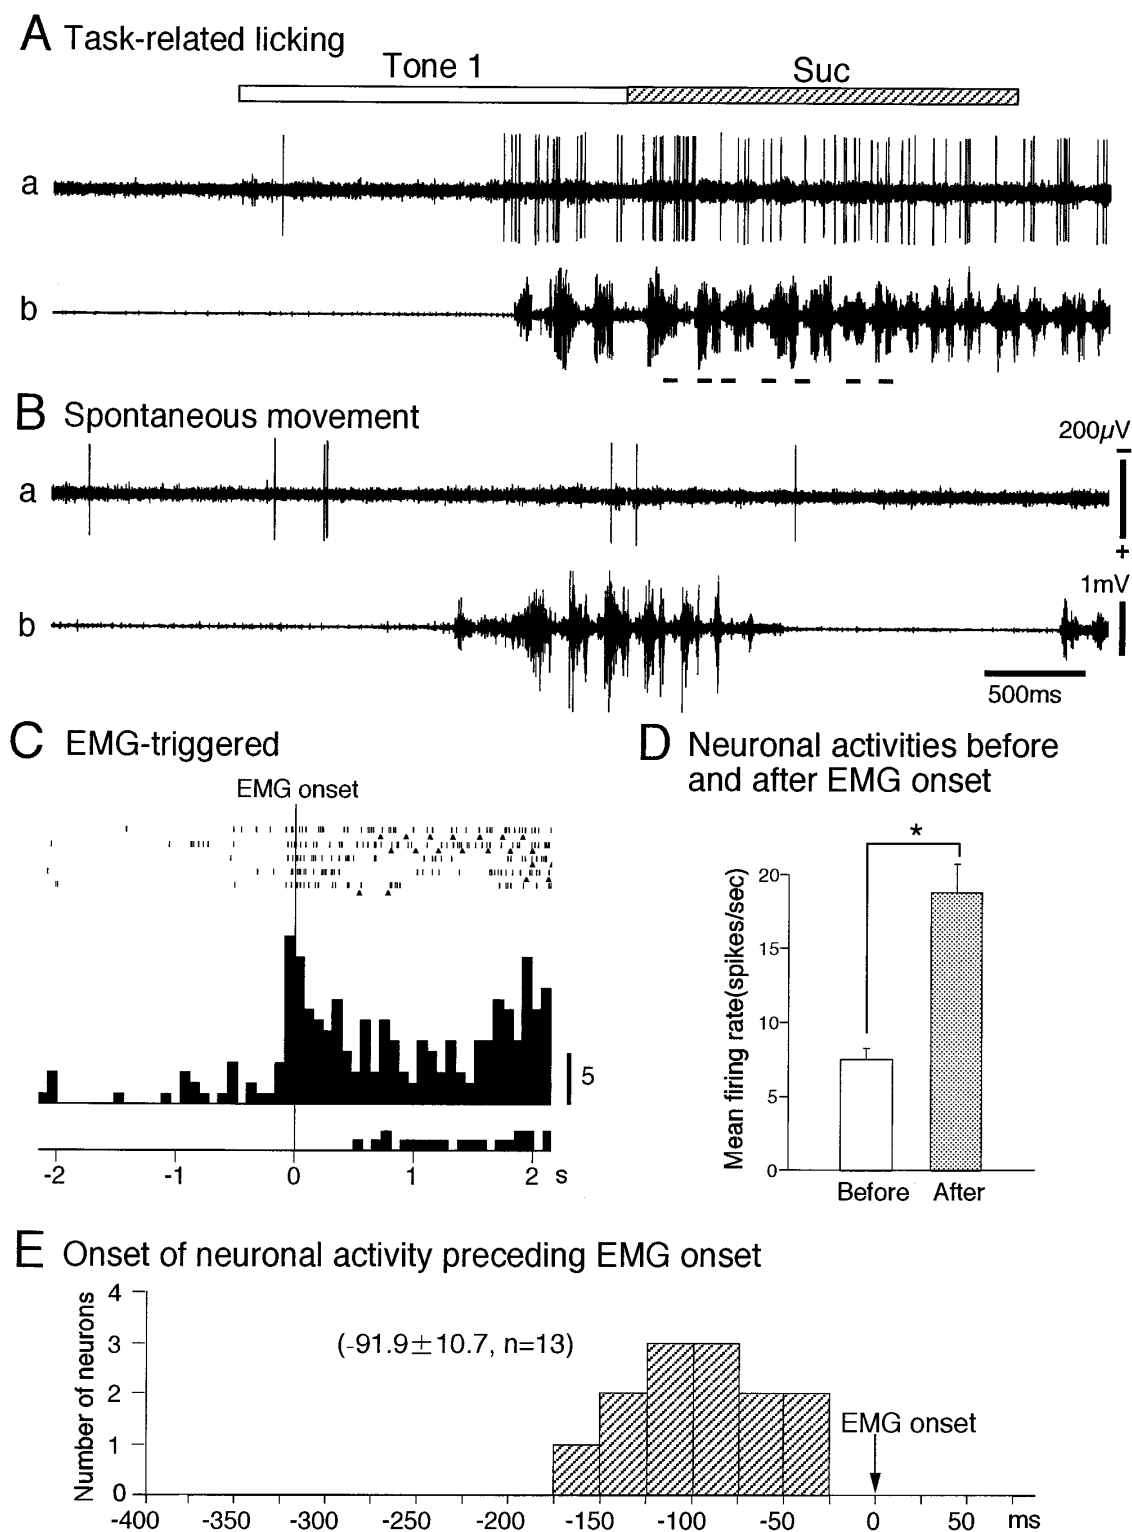 A Task-related licking
Tone 1
Suc
a
b
B Spontaneous movement
200µV
a
+
1mV
b
500ms
C EMG-triggered
EMG onset
5
-2 -1 0 1 2 s
D Neuronal activities before
and after EMG onset
*
Mean firing rate(spikes/sec)
20
15
10
5
0
Before After
E Onset of neuronal activity preceding EMG onset
Number of neurons
4
3
2
1
0
(-91.9±10.7, n=13)
EMG onset
-400 -350 -300 -250 -200 -150 -100 -50 0 50 ms